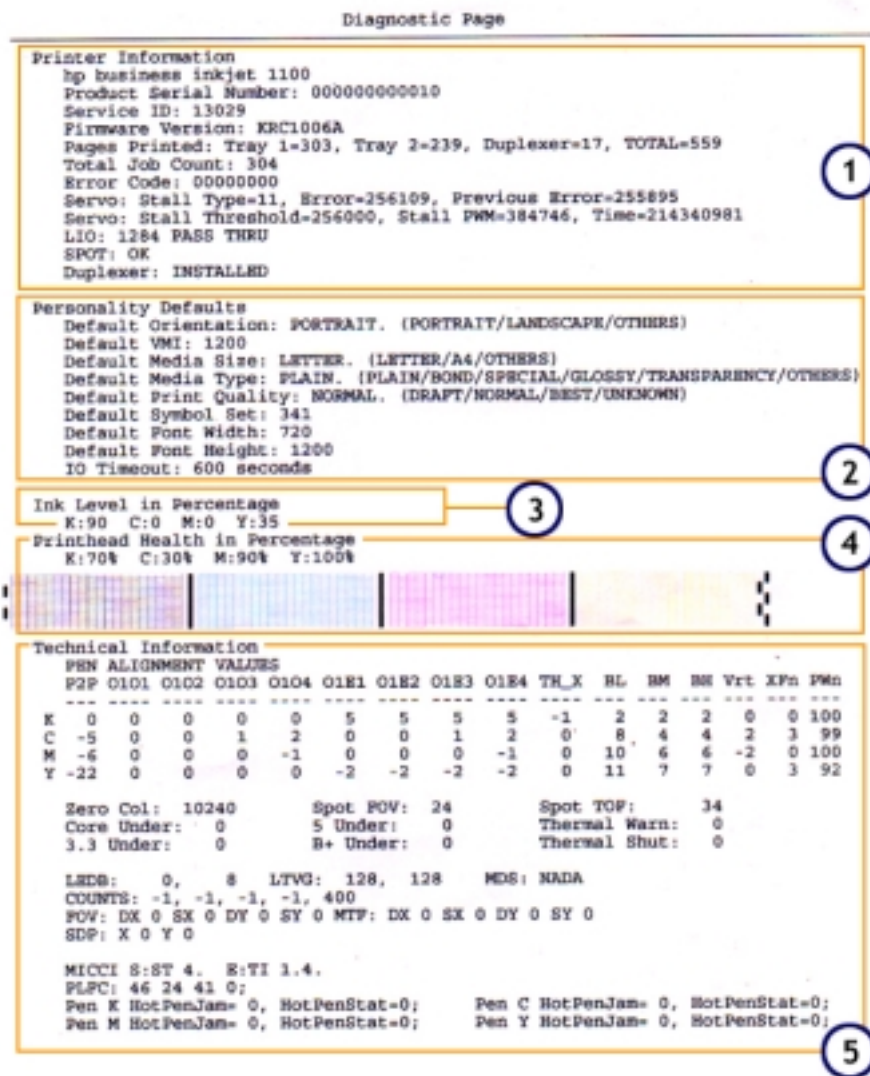 Diagnostic Page
Printer Information
hp business inkjet 1100
Product Serial Number: 000000000010
Service ID: 13029
Firmware Version: KRC1006A
Pages Printed: Tray 1=303, Tray 2=239, Duplexer=17, TOTAL=559
Total Job Count: 304
Error Code: 00000000
Servo: Stall Type=11, Error=256109, Previous Error=255895
Servo: Stall Threshold=256000, Stall PWM=384746, Time=214340981
LIO: 1284 PASS THRU
SPOT: OK
Duplexer: INSTALLED
1
Personality Defaults
Default Orientation: PORTRAIT. (PORTRAIT/LANDSCAPE/OTHERS)
Default VMI: 1200
Default Media Size: LETTER. (LETTER/A4/OTHERS)
Default Media Type: PLAIN. (PLAIN/BOND/SPECIAL/GLOSSY/TRANSPARENCY/OTHERS)
Default Print Quality: NORMAL. (DRAFT/NORMAL/BEST/UNKNOWN)
Default Symbol Set: 341
Default Font Width: 720
Default Font Height: 1200
IO Timeout: 600 seconds
2
Ink Level in Percentage
K:90 C:0 M:0 Y:35
3
Printhead Health in Percentage
K:70% C:30% M:90% Y:100%
4
Technical Information
PEN ALIGNMENT VALUES
P2P O1O1 O1O2 O1O3 O1O4 O1E1 O1E2 O1E3 O1E4 TH_X BL BM BH Vrt XFn PWn
---- ---- ---- ---- ---- ---- ---- ---- ---- ---- --- --- --- --- --- ---
K 0 0 0 0 0 5 5 5 5 -1 2 2 2 0 0 100
C -5 0 0 1 2 0 0 1 2 0 8 4 4 2 3 99
M -6 0 0 0 -1 0 0 0 -1 0 10 6 6 -2 0 100
Y -22 0 0 0 0 -2 -2 -2 -2 0 11 7 7 0 3 92
Zero Col: 10240 Spot FOV: 24 Spot TOF: 34
Core Under: 0 5 Under: 0 Thermal Warn: 0
3.3 Under: 0 B+ Under: 0 Thermal Shut: 0
LEDB: 0, 8 LTVG: 128, 128 MDS: NADA
COUNTS: -1, -1, -1, -1, 400
FOV: DX 0 SX 0 DY 0 SY 0 MTF: DX 0 SX 0 DY 0 SY 0
SDP: X 0 Y 0
MICCI S:ST 4. E:TI 1.4.
PLPC: 46 24 41 0;
Pen K HotPenJam= 0, HotPenStat=0; Pen C HotPenJam= 0, HotPenStat=0;
Pen M HotPenJam= 0, HotPenStat=0; Pen Y HotPenJam= 0, HotPenStat=0;
5